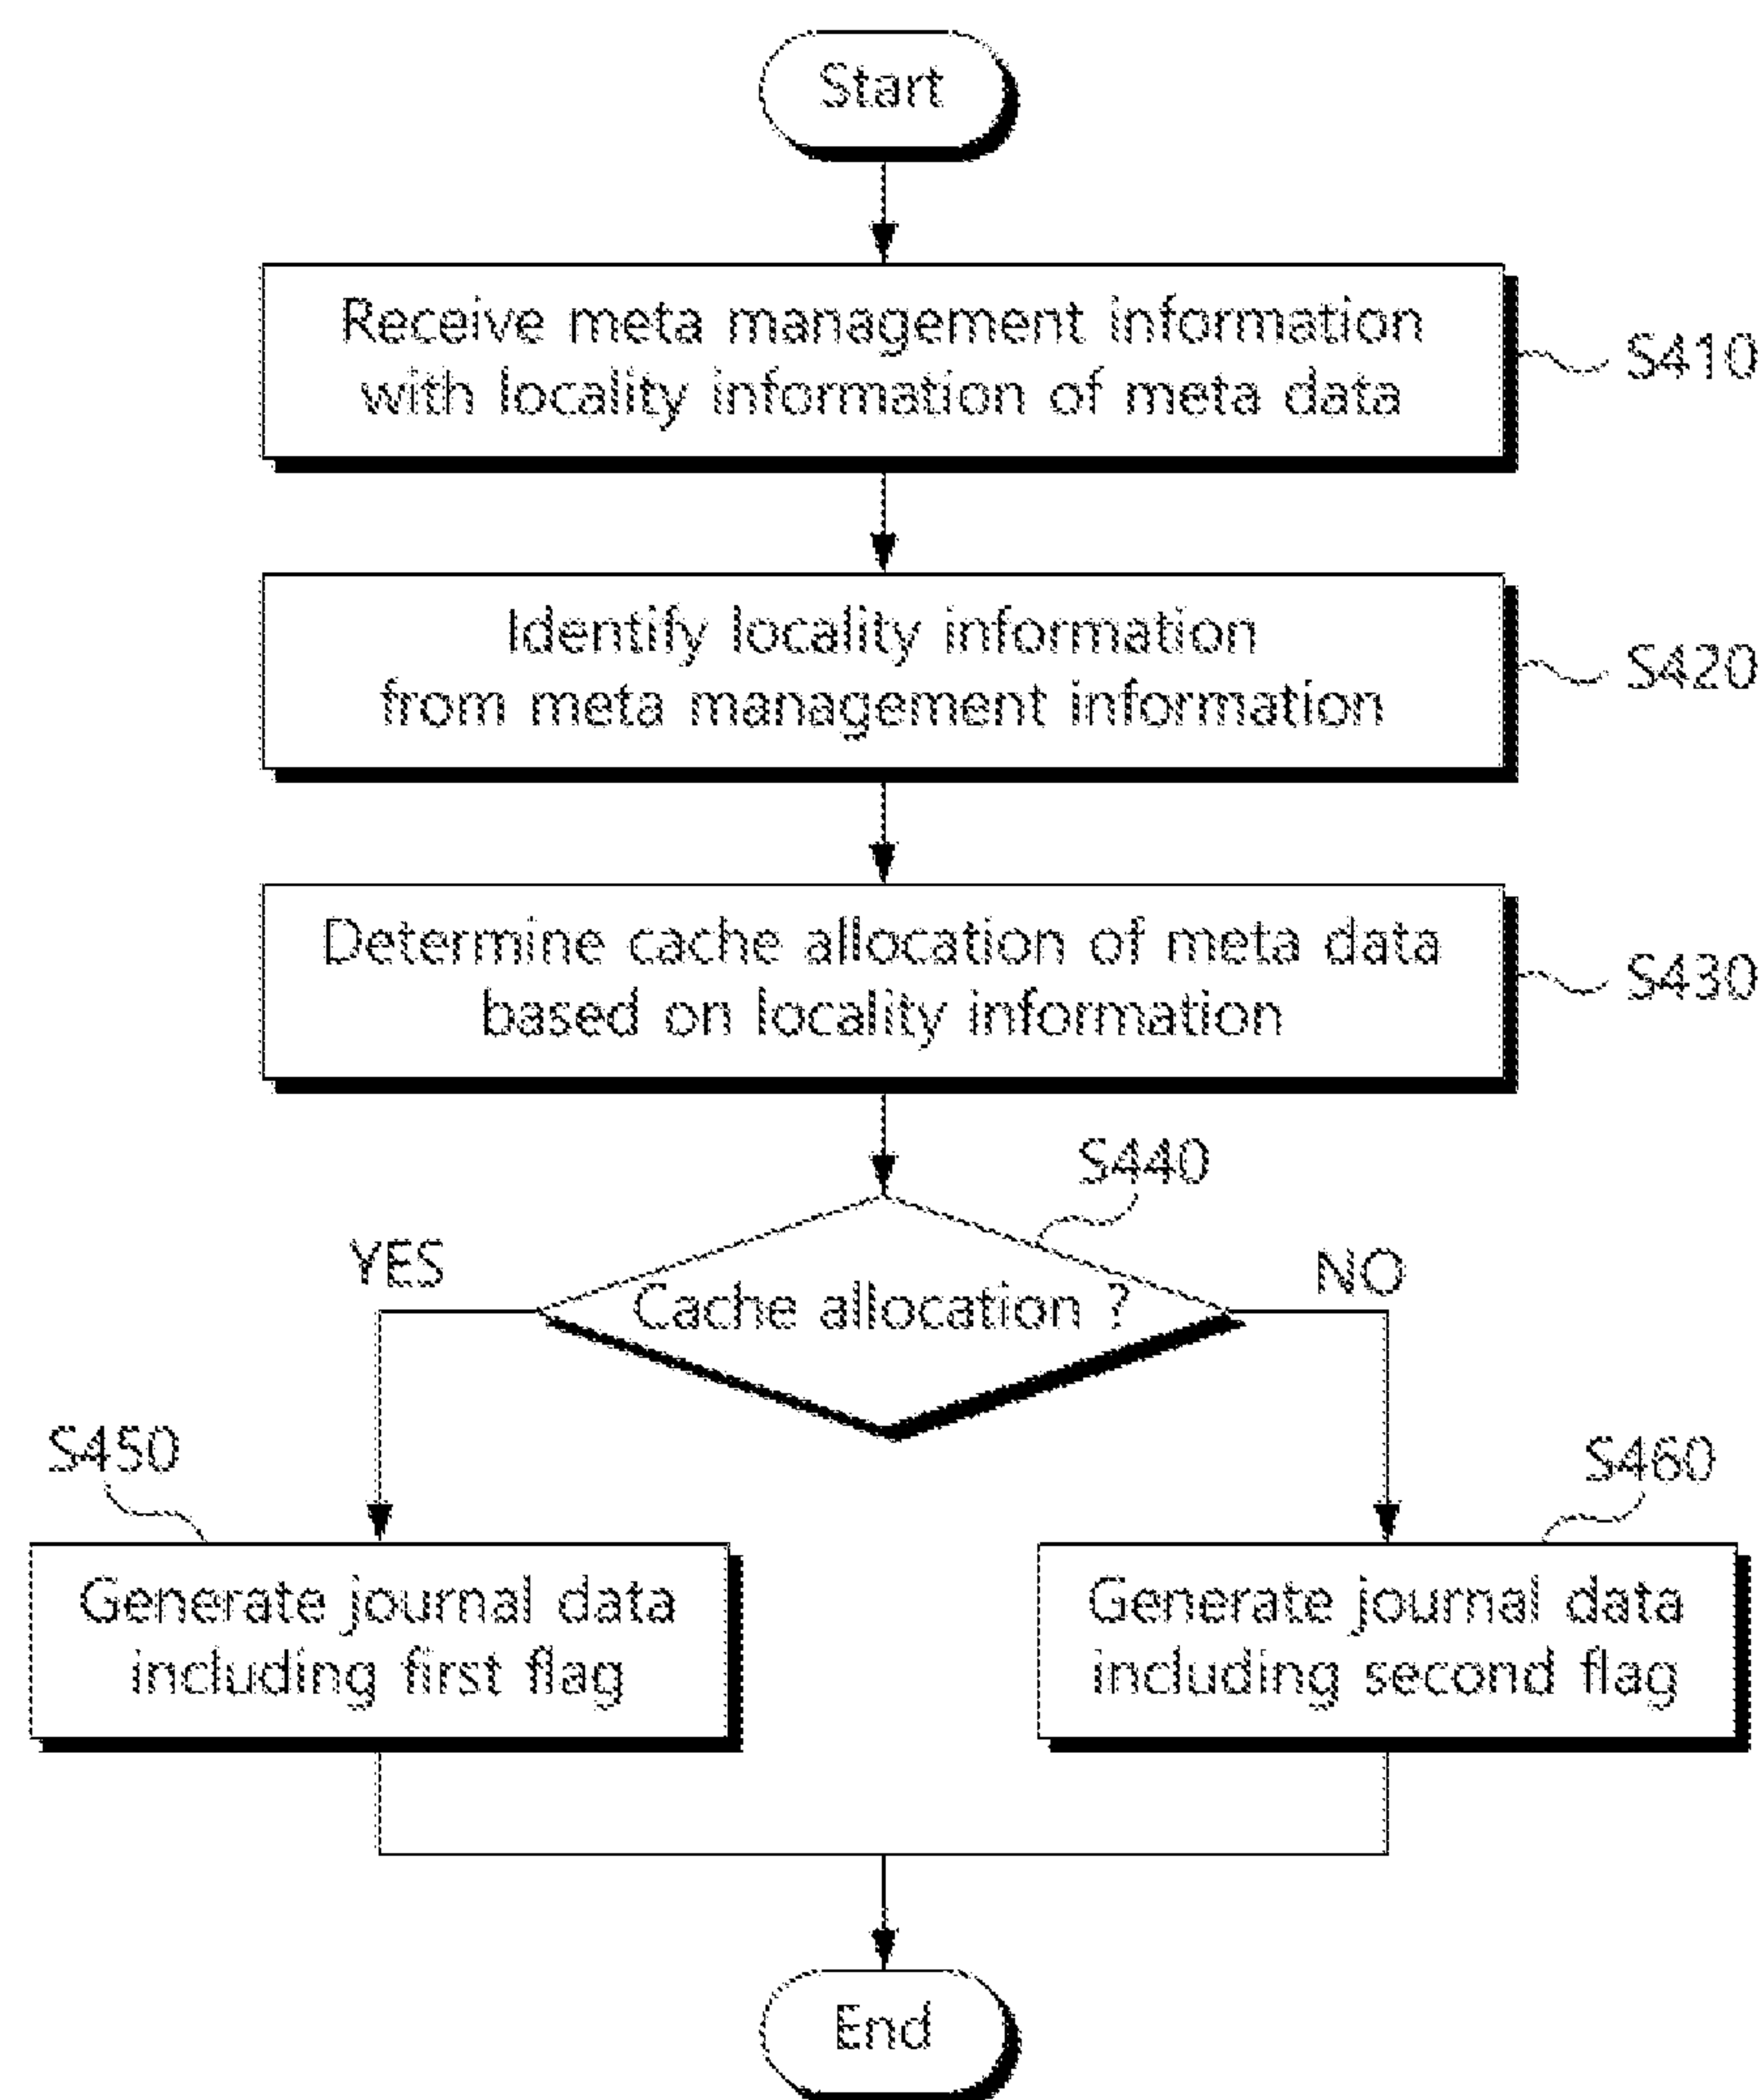 Start
Receive meta management information
with locality information of meta data
S410
Identify locality information
from meta management information
S420
Determine cache allocation of meta data
based on locality information
S430
S440
YES
Cache allocation ?
NO
S450
S460
Generate journal data
including first flag
Generate journal data
including second flag
End